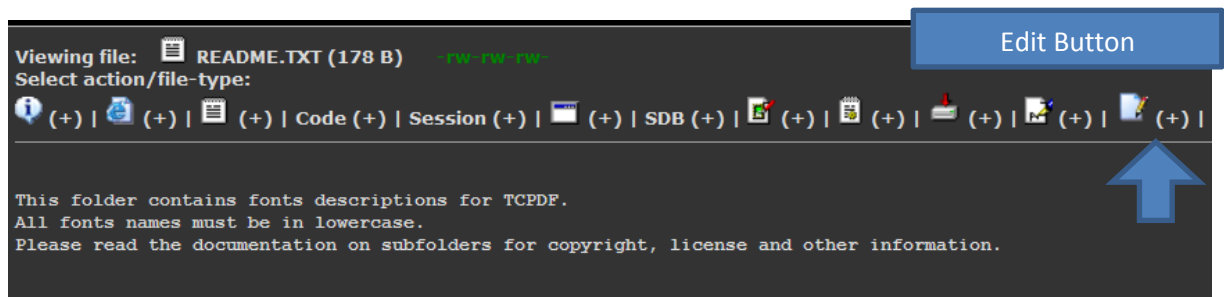 Edit Button
Viewing file: README.TXT (178 B) -rw-rw-rw-
Select action/file-type:
(+) | (+) | (+) | Code (+) | Session (+) | (+) | SDB (+) | (+) | (+) | (+) | (+) | (+) |
This folder contains fonts descriptions for TCPDF.
All fonts names must be in lowercase.
Please read the documentation on subfolders for copyright, license and other information.